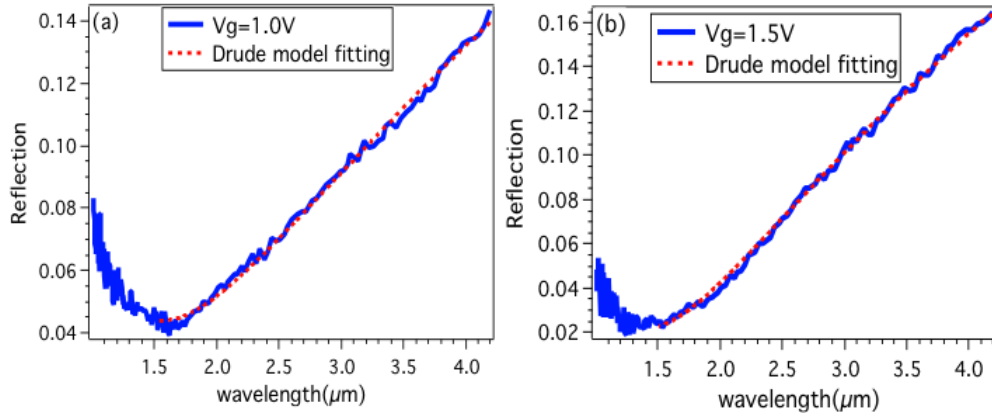 (a)
Vg=1.0V
Drude model fitting
0.14
0.12
0.10
0.08
0.06
0.04
Reflection
1.5 2.0 2.5 3.0 3.5 4.0
wavelength(μm)
(b)
Vg=1.5V
Drude model fitting
0.16
0.14
0.12
0.10
0.08
0.06
0.04
0.02
Reflection
1.5 2.0 2.5 3.0 3.5 4.0
wavelength(μm)